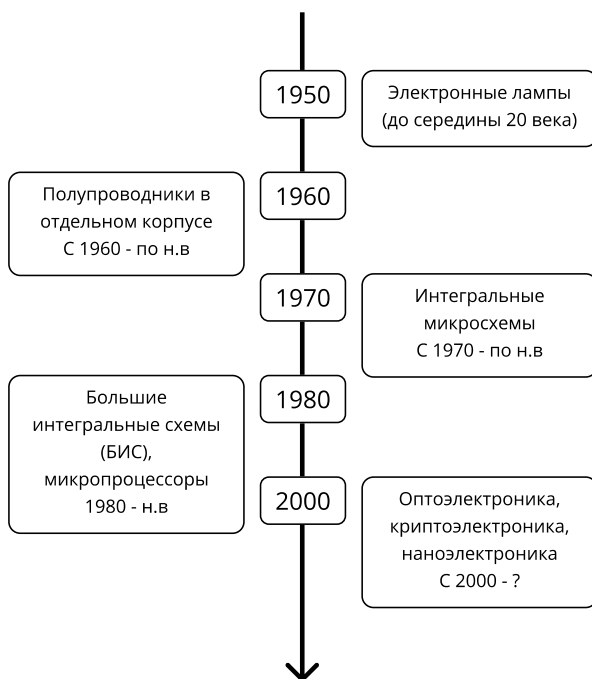 1950
Электронные лампы
(до середины 20 века)
Полупроводники в
отдельном корпусе
С 1960 - по н.в
1960
1970
Интегральные
микросхемы
С 1970 - по н.в
Большие
интегральные схемы
(БИС),
микропроцессоры
1980 - н.в
1980
2000
Оптоэлектроника,
криптоэлектроника,
наноэлектроника
С 2000 - ?